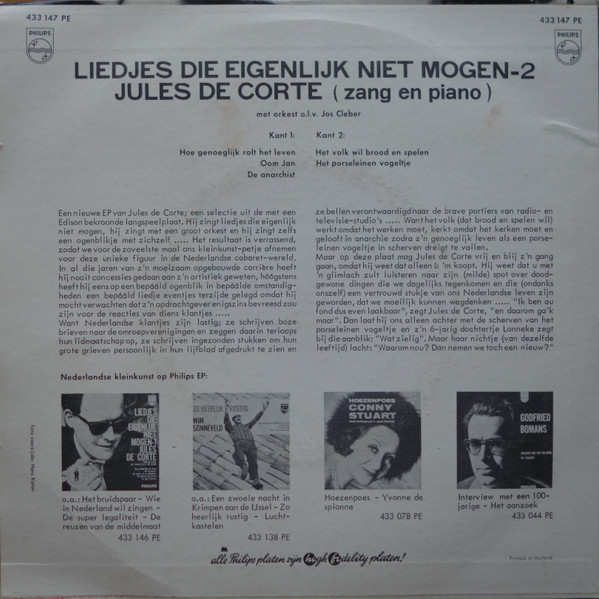 433 147 PE
433 147 PE
PHILIPS
PHILIPS
LIEDJES DIE EIGENLIJK NIET MOGEN-2
JULES DE CORTE (zang en piano)
met orkest o.l.v. Jos Cleber
Kant 1:
Hoe genoeglijk rolt het leven
Oom Jan
De anarchist
Kant 2:
Het volk wil brood en spelen
Het porseleinen vogeltje
Een nieuwe EP van Jules de Corte; een selectie uit de met een
Edison bekroonde langspeelplaat. Hij zingt liedjes die eigenlijk
niet mogen, hij zingt met een groot orkest en hij zingt zelfs
een ogenblikje met zichzelf ..... Het resultaat is verrassend,
zodat we voor de zoveelste maal ons kleinkunst-petje afnemen
voor deze unieke figuur in de Nederlandse cabaret-wereld.
In al die jaren van z'n moeizaam opgebouwde carrière heeft
hij nooit concessies gedaan aan z'n artistiek geweten, hóógstens
heeft hij eens op een bepááld ogenblik in bepáálde omstandig-
heden een bepááld liedje eventjes terzijde gelegd omdat hij
mocht verwachten dat z'n opdrachtgever enigszins bevreesd zou
zijn voor de reacties van diens klantjes .....
Want Nederlandse klantjes zijn lastig; ze schrijven boze
brieven naar de omroepverenigingen en zeggen daarin terloops
hun lidmaatschap op, ze schrijven ingezonden stukken om hun
grote grieven persoonlijk in hun lijfblad afgedrukt te zien en
ze bellen verontwaardigd naar de brave portiers van radio- en
televisie-studio's ..... Want het volk (dat brood en spelen wil)
werkt omdat het werken moet, kerkt omdat het kerken moet en
gelooft in anarchie zodra z'n genoeglijk leven als een porse-
leinen vogeltje in scherven dreigt te vallen.
Maar op deze plaat mag Jules de Corte vrij en blij z'n gang
gaan, omdat hij weet dat alleen ú 'm koopt. Hij weet dat u met
'n glimlach zult luisteren naar zijn (milde) spot over dood-
gewone dingen die we dagelijks tegenkomen en die (ondanks
onszelf) een vertrouwd stukje van ons Nederlandse leven zijn
geworden, dat we moeilijk kunnen wegdenken ..... "Ik ben au
fond dus even laakbaar", zegt Jules de Corte, "en daarom ga 'k
maar". Dan laat hij ons alleen achter met de scherven van het
porseleinen vogeltje en z'n 6-jarig dochtertje Lonneke zegt
bij die aanblik: "Wat zielig". Maar haar nichtje (van dezelfde
leeftijd) lacht: "Waarom nou? Dan nemen we toch een nieuw?"
Nederlandse kleinkunst op Philips EP:
LIEDJES
DIE
EIGENLIJK
NIET
MOGEN-1
JULES
DE CORTE
ZO HEERLIJK RUSTIG
WIM
SONNEVELD
HOEZENPOES
CONNY
STUART
GODFRIED
BOMANS
o.a.: Het bruidspaar - Wie
in Nederland wil zingen -
De super legaliteit - De
reuzen van de middelmaat
433 146 PE
o.a.: Een zwoele nacht in
Krimpen aan de IJssel - Zo
heerlijk rustig - Lucht-
kastelen
433 138 PE
Hoezenpoes - Yvonne de
spionne
433 078 PE
Interview met een 100-
jarige - Het aanzoek
433 044 PE
alle Philips platen zijn high fidelity platen!
Printed in Holland